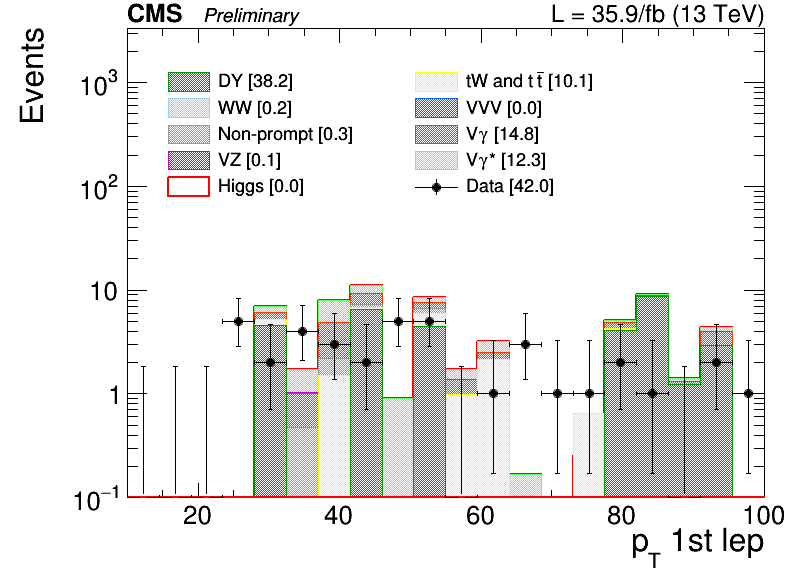 CMS Preliminary L = 35.9/fb (13 TeV)
Events
10³
10²
10
1
10⁻¹
DY [38.2]
WW [0.2]
Non-prompt [0.3]
VZ [0.1]
Higgs [0.0]
tW and tt̄ [10.1]
VVV [0.0]
Vγ [14.8]
Vγ* [12.3]
Data [42.0]
20 40 60 80 100
p_T 1st lep